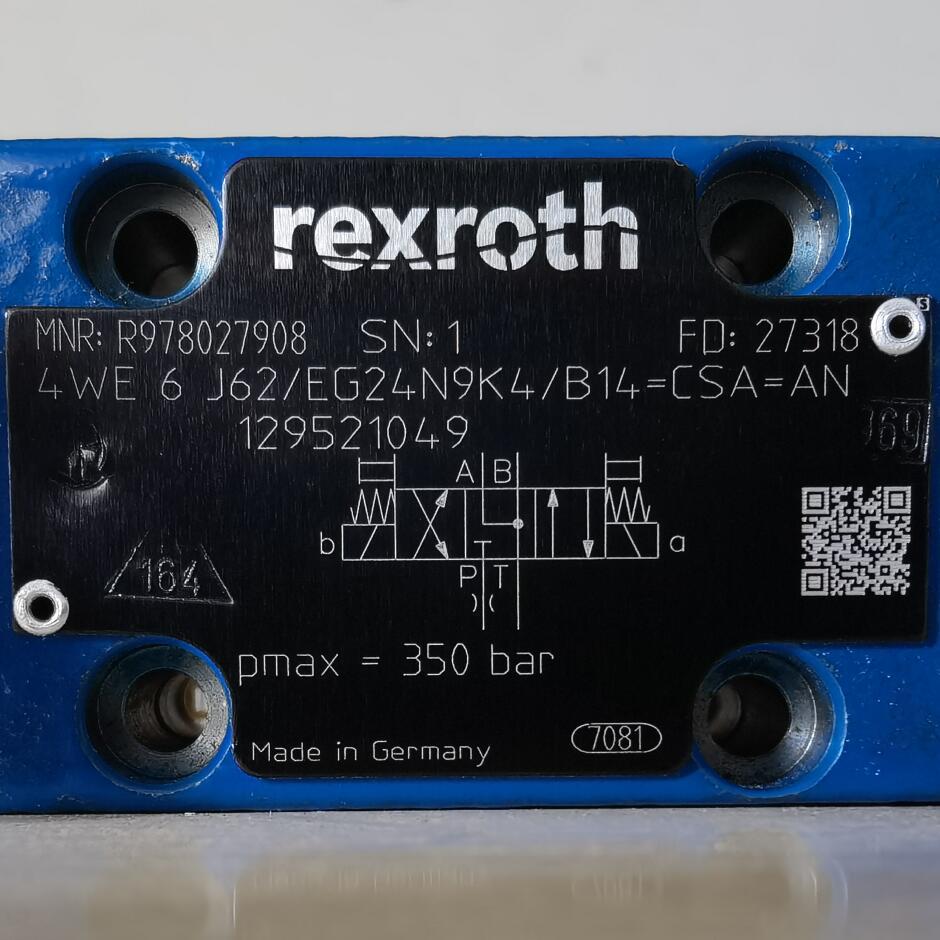 rexroth
MNR: R978027908 SN: 1 FD: 27318
S
4WE 6 J62/EG24N9K4/B14=CSA=AN
129521049
69
A B
b a
164
P T
pmax = 350 bar
Made in Germany 7081